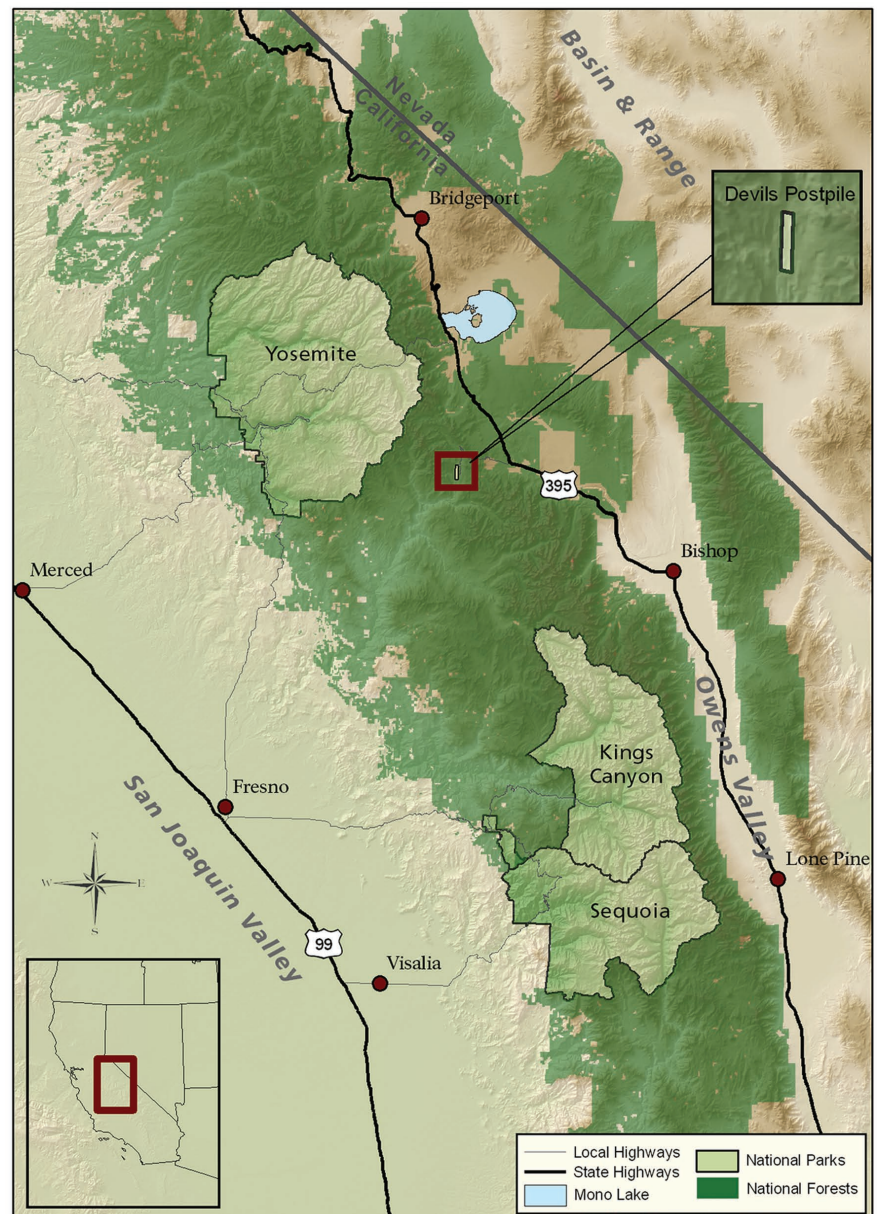 Basin & Range
Nevada
California
Devils Postpile
Bridgeport
Yosemite
395
Bishop
Merced
Owens Valley
Kings
Canyon
Fresno
San Joaquin Valley
Lone Pine
N
W
E
S
Sequoia
99
Visalia
Local Highways
State Highways
Mono Lake
National Parks
National Forests